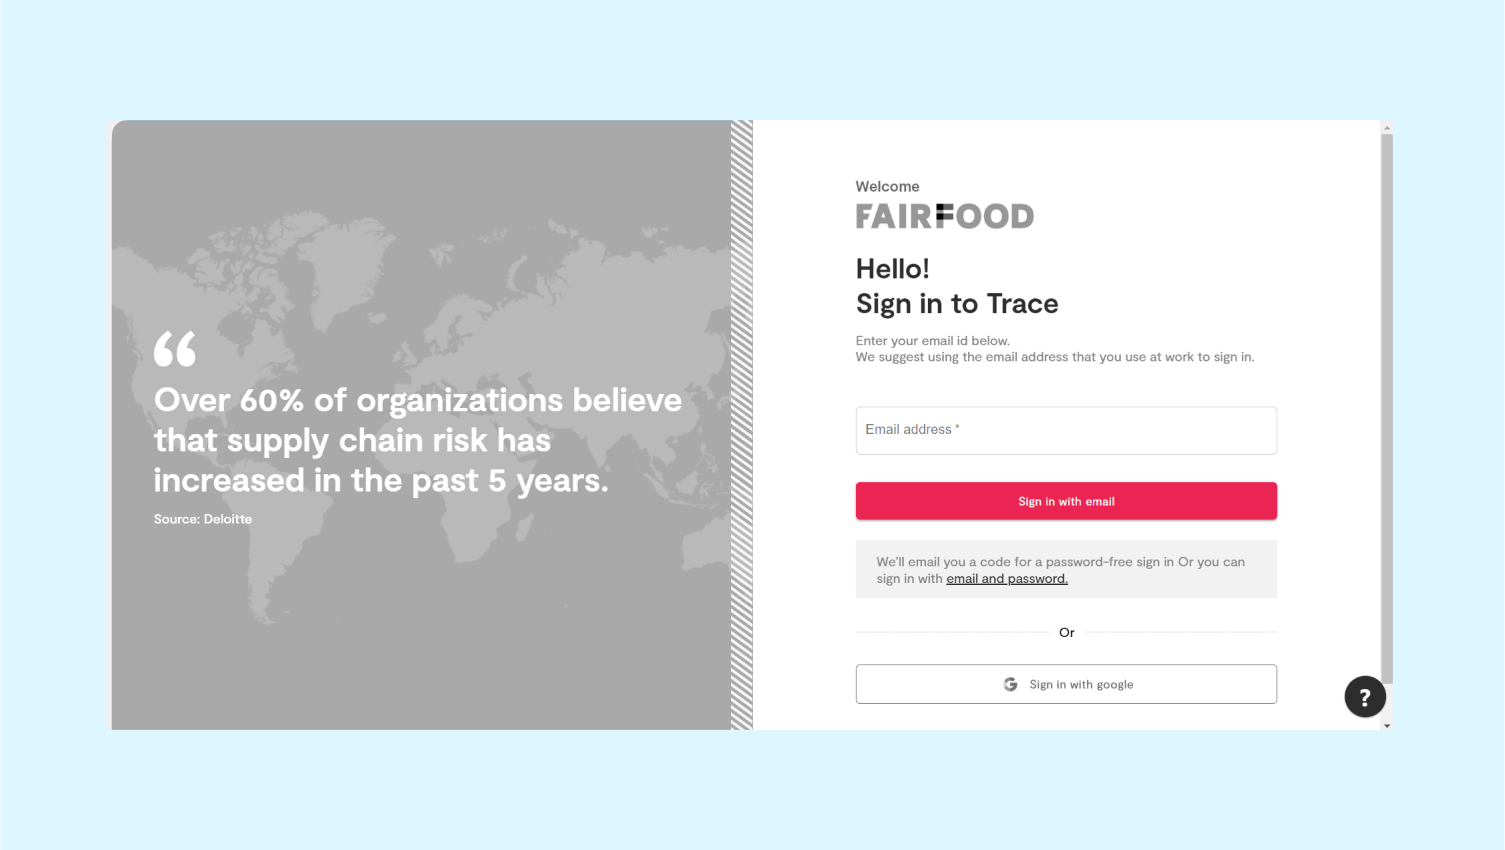 “
Over 60% of organizations believe
that supply chain risk has
increased in the past 5 years.
Source: Deloitte
Welcome
FAIRFOOD
Hello!
Sign in to Trace
Enter your email id below.
We suggest using the email address that you use at work to sign in.
Email address *
Sign in with email
We'll email you a code for a password-free sign in Or you can
sign in with email and password.
Or
G Sign in with google
?